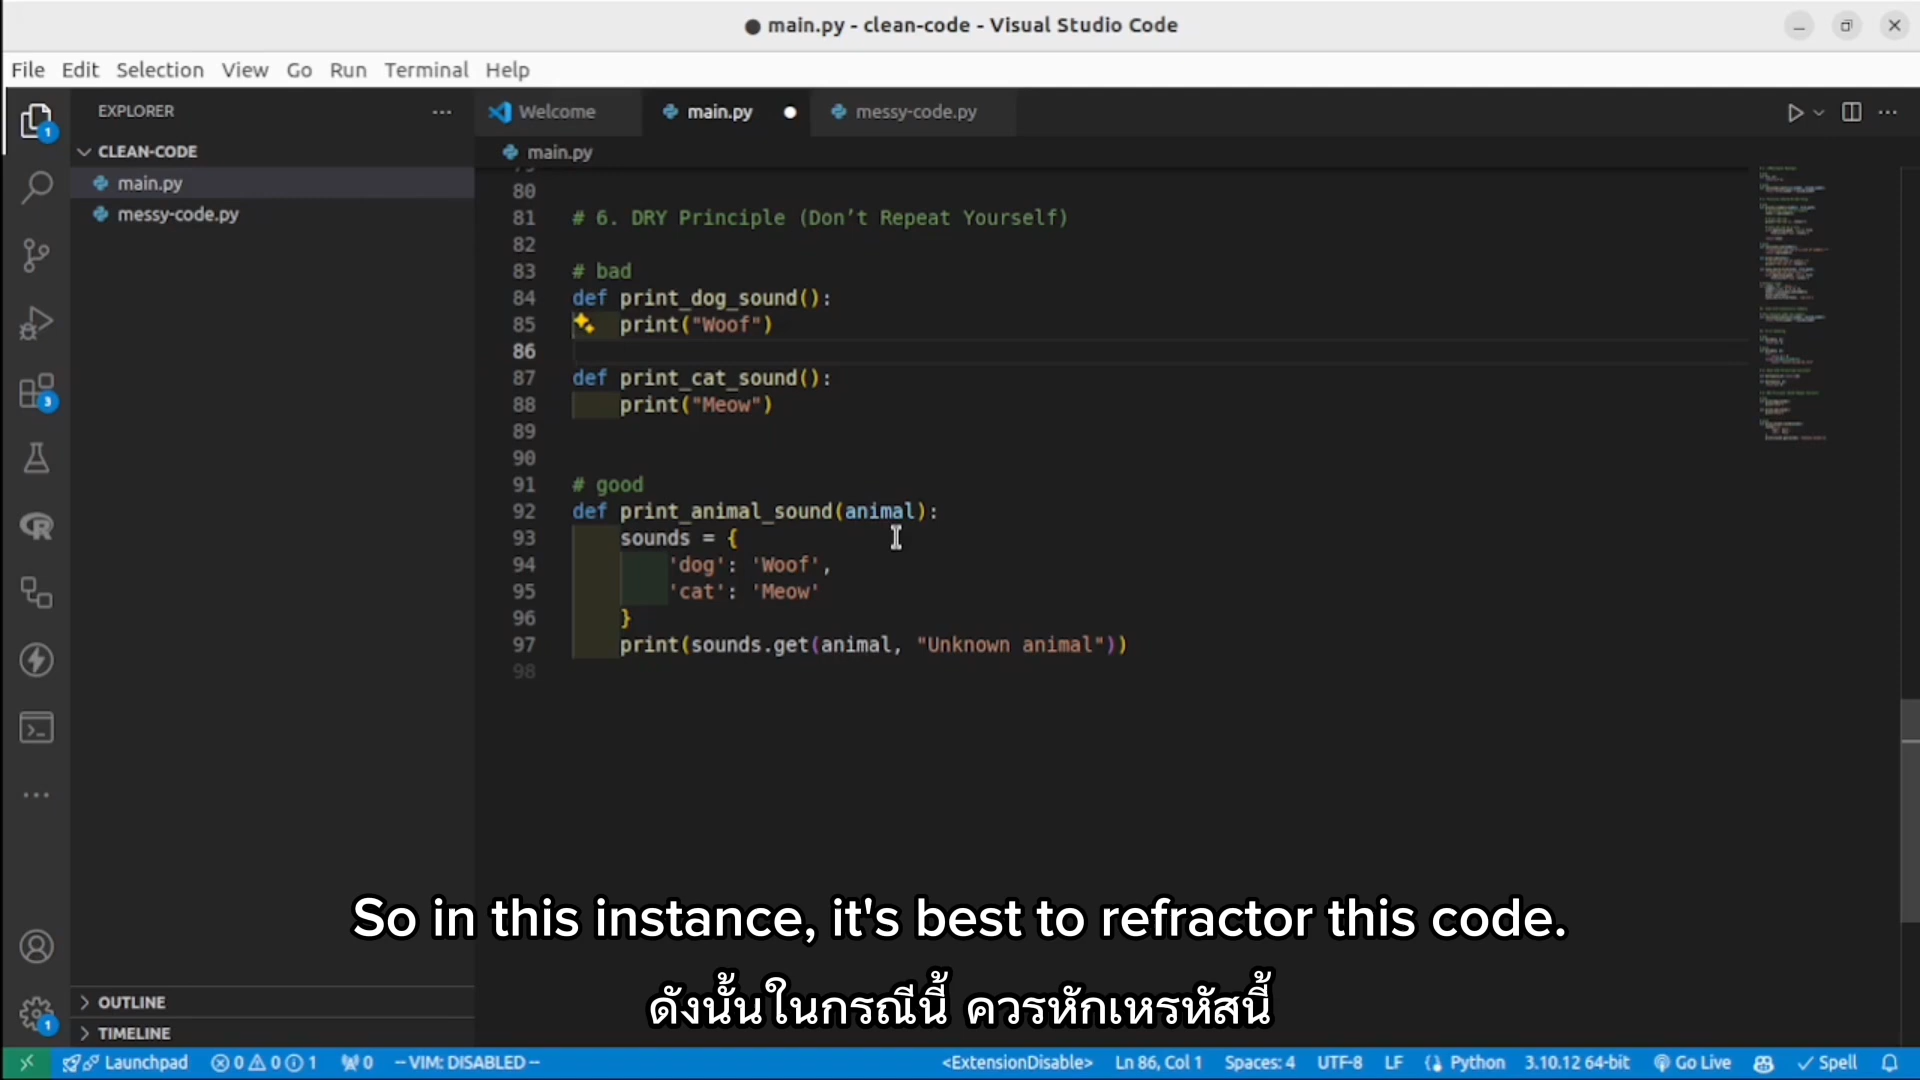 main.py - clean-code - Visual Studio Code
File Edit Selection View Go Run Terminal Help
EXPLORER
Welcome
main.py
messy-code.py
1
CLEAN-CODE
main.py
main.py
messy-code.py
80
81 # 6. DRY Principle (Don’t Repeat Yourself)
82
83 # bad
84 def print_dog_sound():
85 print("Woof")
86
87 def print_cat_sound():
88 print("Meow")
3
89
90
91 # good
92 def print_animal_sound(animal):
93 sounds = {
94 'dog': 'Woof',
95 'cat': 'Meow'
96 }
97 print(sounds.get(animal, "Unknown animal"))
98
So in this instance, it's best to refractor this code.
ดังนั้นในกรณีนี้ ควรหักเหรหัสนี้
OUTLINE
1
TIMELINE
Launchpad 0 0 1 0 -- VIM: DISABLED -- <ExtensionDisable> Ln 86, Col 1 Spaces: 4 UTF-8 LF Python 3.10.12 64-bit Go Live Spell